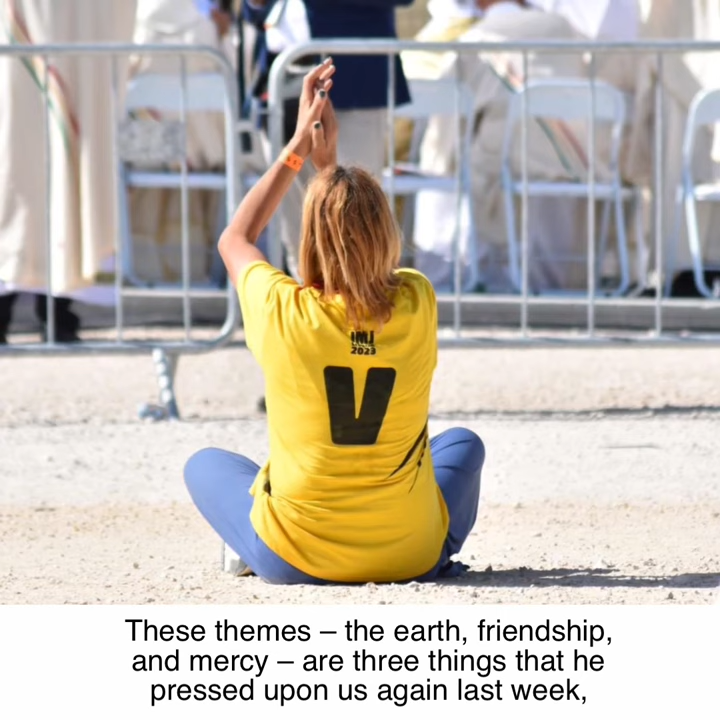 JMJ
2023
V
These themes – the earth, friendship,
and mercy – are three things that he
pressed upon us again last week,